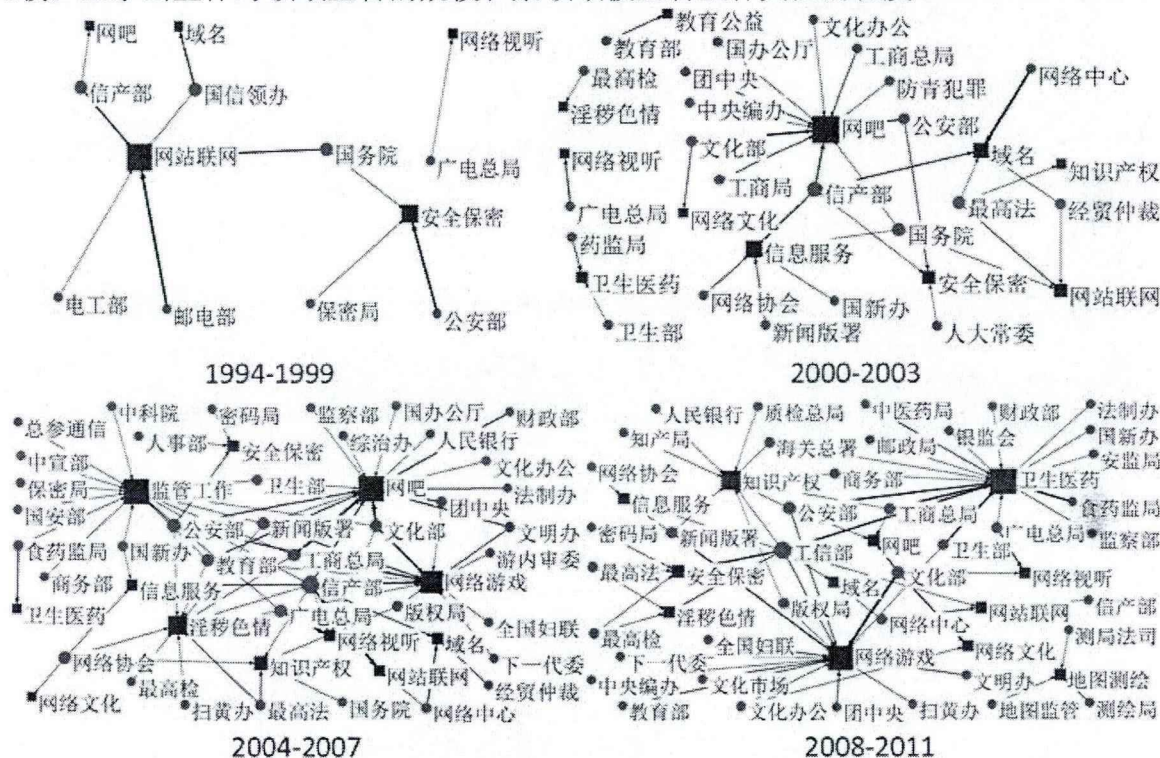 网吧 域名 网络视听
信产部 国信领办
网站联网 国务院 广电总局
安全保密
电工部 邮电部 保密局 公安部
1994-1999
教育公益 文化办公
教育部 国办公厅 工商总局
最高检 团中央 防青犯罪 网络中心
淫秽色情 中央编办 网吧 公安部
网络视听 文化部 域名 知识产权
工商局 信产部
广电总局 网络文化 最高法 经贸仲裁
药监局 信息服务 国务院
卫生医药 安全保密 网站联网
网络协会 国新办
卫生部 新闻版署 人大常委
2000-2003
中科院 密码局 监察部 国办公厅 财政部
总参通信 人事部 综治办 人民银行
中宣部 安全保密 文化办公
保密局 监管工作 卫生部 网吧 法制办
国安部 团中央
公安部 新闻版署 文化部 文明办
食药监局 国新办 工商总局 游内审委
教育部 网络游戏
商务部 信息服务 信产部
卫生医药 广电总局 版权局
淫秽色情 网络视听 域名 全国妇联
网络协会 知识产权 网站联网 下一代委
最高检 经贸仲裁
网络文化 扫黄办 最高法 国务院 网络中心
2004-2007
人民银行 质检总局 中医药局 财政部 法制办
知产局 海关总署 邮政局 银监会 国新办
网络协会 安监局
信息服务 知识产权 商务部 卫生医药
密码局 公安部 工商总局 食药监局
新闻版署 广电总局 监察部
工信部 网吧 卫生部
最高法 安全保密 文化部 网络视听
域名
淫秽色情 版权局 网站联网 信产部
最高检 全国妇联 网络中心 测局法司
下一代委 网络游戏 网络文化
中央编办 文化市场 文明办 地图测绘
教育部 文化办公 团中央 扫黄办 地图监管 测绘局
2008-2011